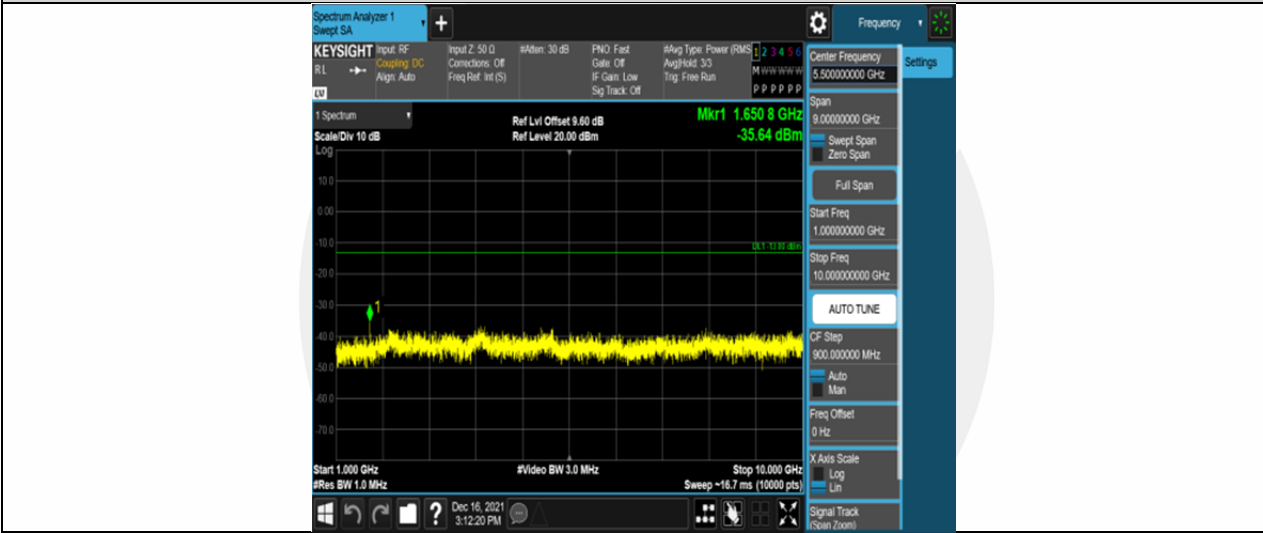 Spectrum Analyzer 1
Swept SA
+
Frequency
KEYSIGHT
RL
LV
Input: RF
Coupling: DC
Align: Auto
Input Z: 50 Ω
Corrections: Off
Freq Ref: Int (S)
#Atten: 30 dB
PNO: Fast
Gate: Off
IF Gain: Low
Sig Track: Off
#Avg Type: Power (RMS
Avg|Hold: 3/3
Trig: Free Run
1 2 3 4 5 6
M W W W W W
P P P P P P
Center Frequency
5.500000000 GHz
Settings
Span
9.00000000 GHz
Swept Span
Zero Span
Full Span
Start Freq
1.000000000 GHz
Stop Freq
10.000000000 GHz
AUTO TUNE
CF Step
900.000000 MHz
Auto
Man
Freq Offset
0 Hz
X Axis Scale
Log
Lin
Signal Track
(Span Zoom)
1 Spectrum
Scale/Div 10 dB
Ref Lvl Offset 9.60 dB
Ref Level 20.00 dBm
Mkr1 1.650 8 GHz
-35.64 dBm
Log
10.0
0.00
-10.0
DL1 -13.00 dBm
-20.0
-30.0
1
-40.0
-50.0
-60.0
-70.0
Start 1.000 GHz
#Video BW 3.0 MHz
Stop 10.000 GHz
#Res BW 1.0 MHz
Sweep ~16.7 ms (10000 pts)
?
Dec 16, 2021
3:12:20 PM